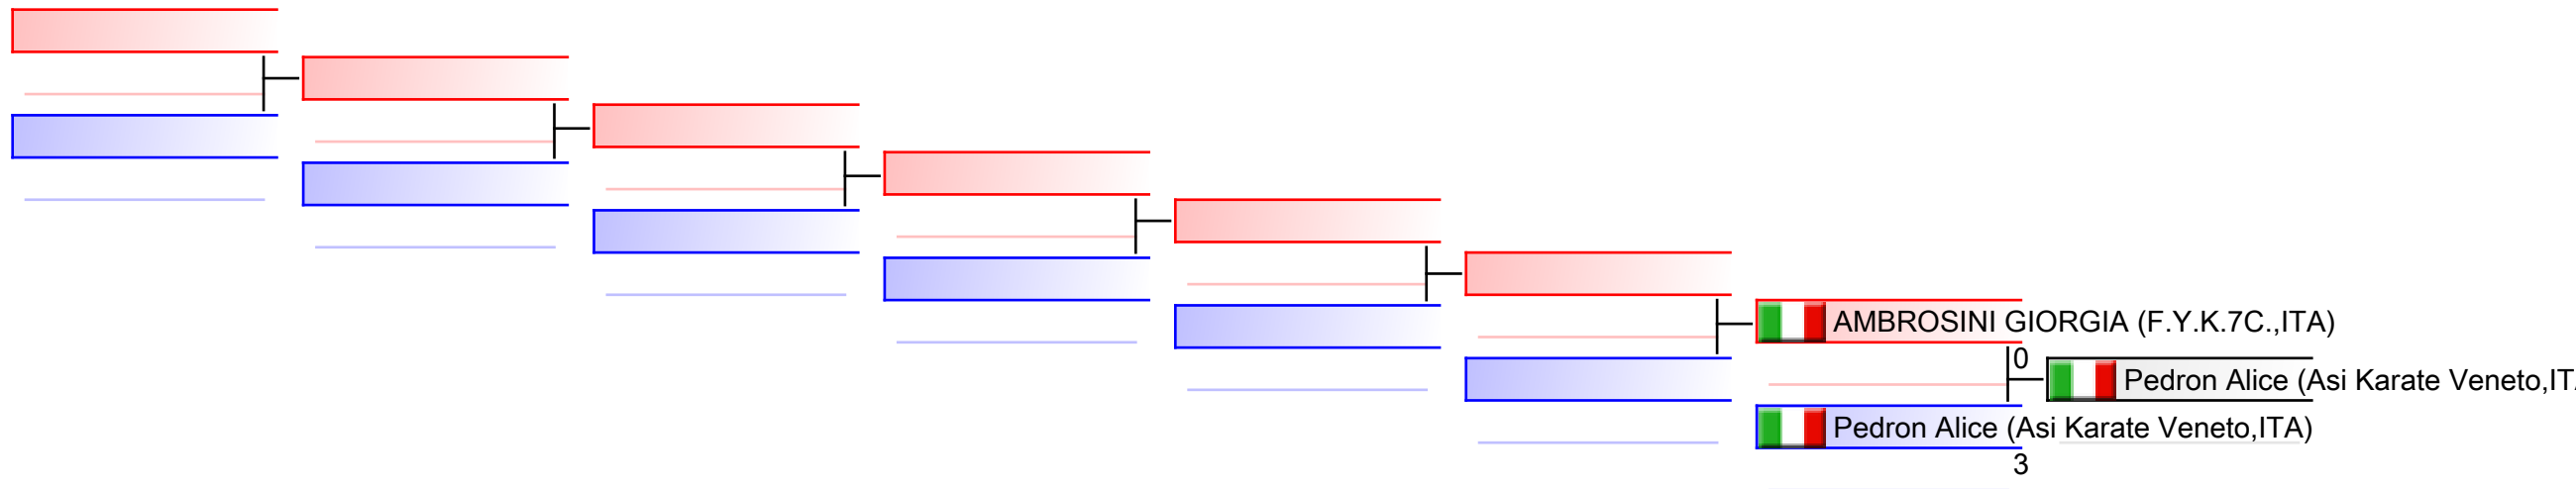 AMBROSINI GIORGIA (F.Y.K.7C.,ITA)
0
Pedron Alice (Asi Karate Veneto,IT
Pedron Alice (Asi Karate Veneto,ITA)
3